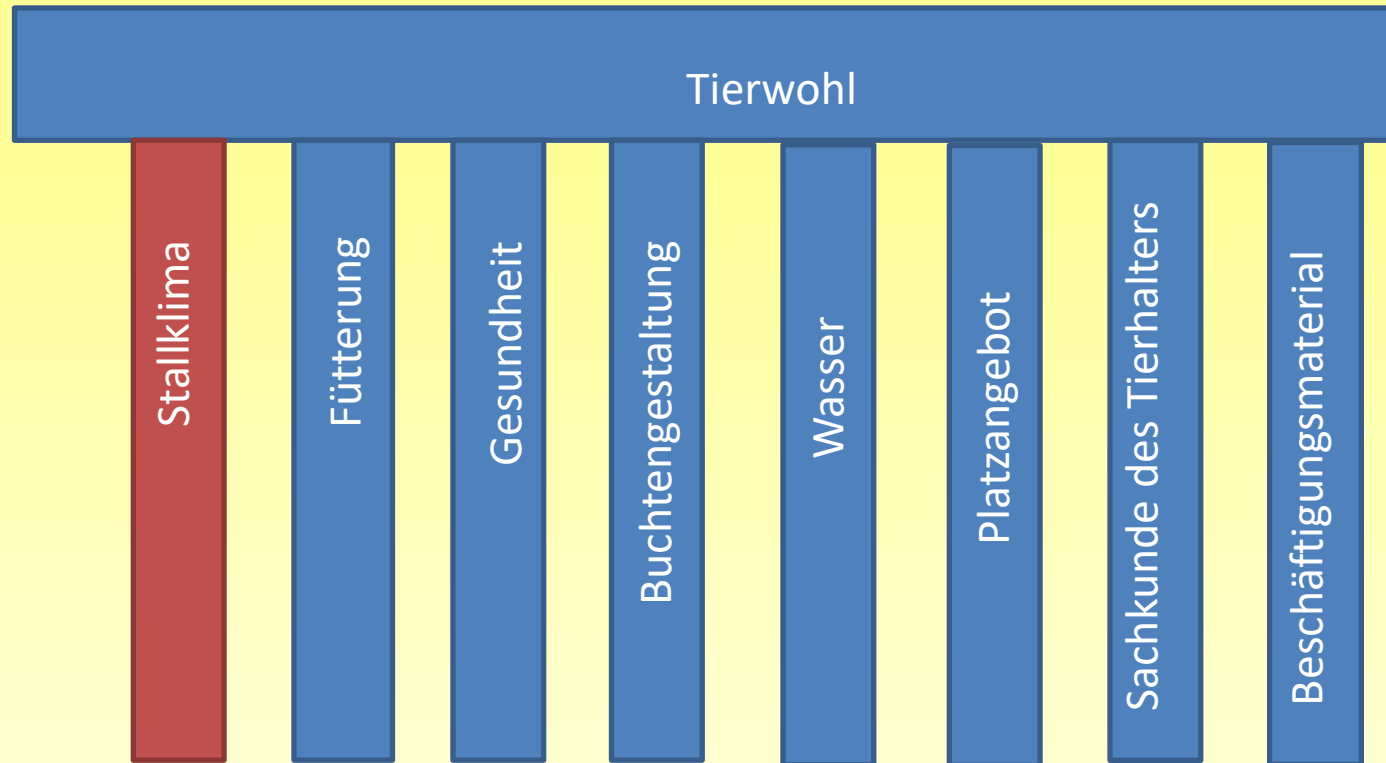 Tierwohl
Stallklima
Fütterung
Gesundheit
Buchtengestaltung
Wasser
Platzangebot
Sachkunde des Tierhalters
Beschäftigungsmaterial